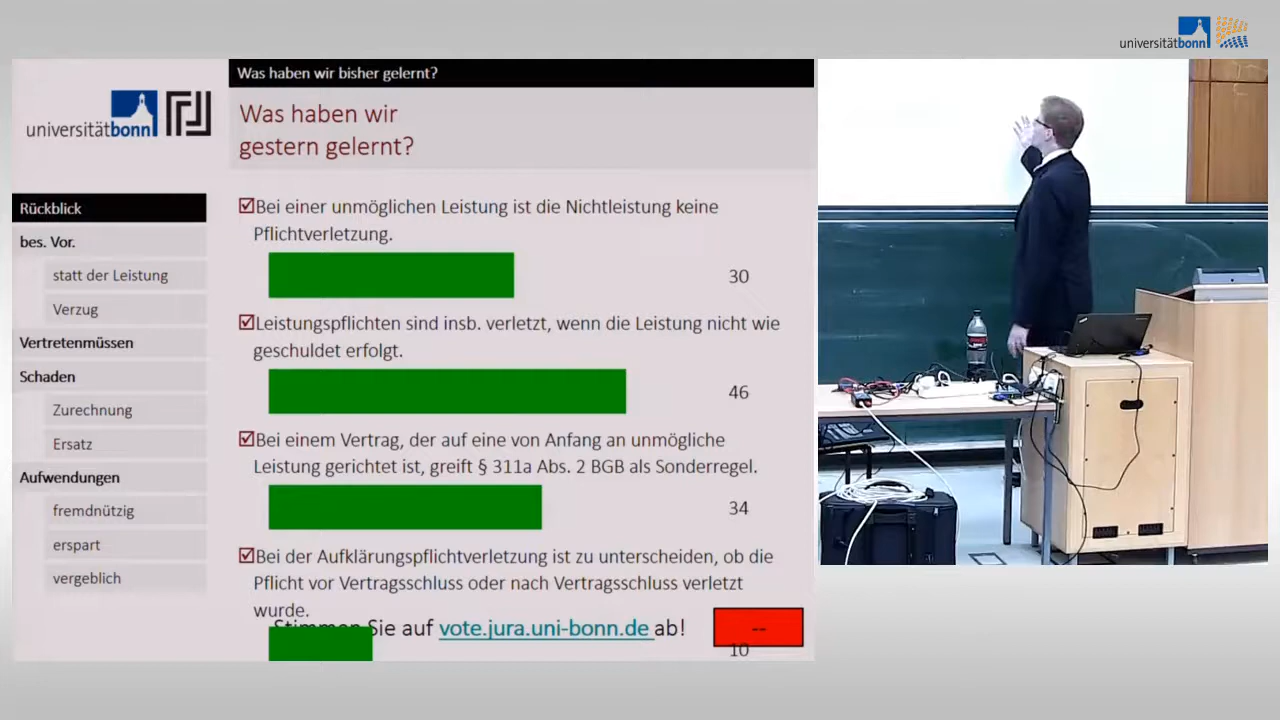 universitätbonn
Was haben wir bisher gelernt?
universitätbonn
Was haben wir
gestern gelernt?
Rückblick
bes. Vor.
statt der Leistung
Verzug
Vertretenmüssen
Schaden
Zurechnung
Ersatz
Aufwendungen
fremdnützig
erspart
vergeblich
Bei einer unmöglichen Leistung ist die Nichtleistung keine
Pflichtverletzung.
30
Leistungspflichten sind insb. verletzt, wenn die Leistung nicht wie
geschuldet erfolgt.
46
Bei einem Vertrag, der auf eine von Anfang an unmögliche
Leistung gerichtet ist, greift § 311a Abs. 2 BGB als Sonderregel.
34
Bei der Aufklärungspflichtverletzung ist zu unterscheiden, ob die
Pflicht vor Vertragsschluss oder nach Vertragsschluss verletzt
wurde.
Stimmen Sie auf vote.jura.uni-bonn.de ab!
--
10